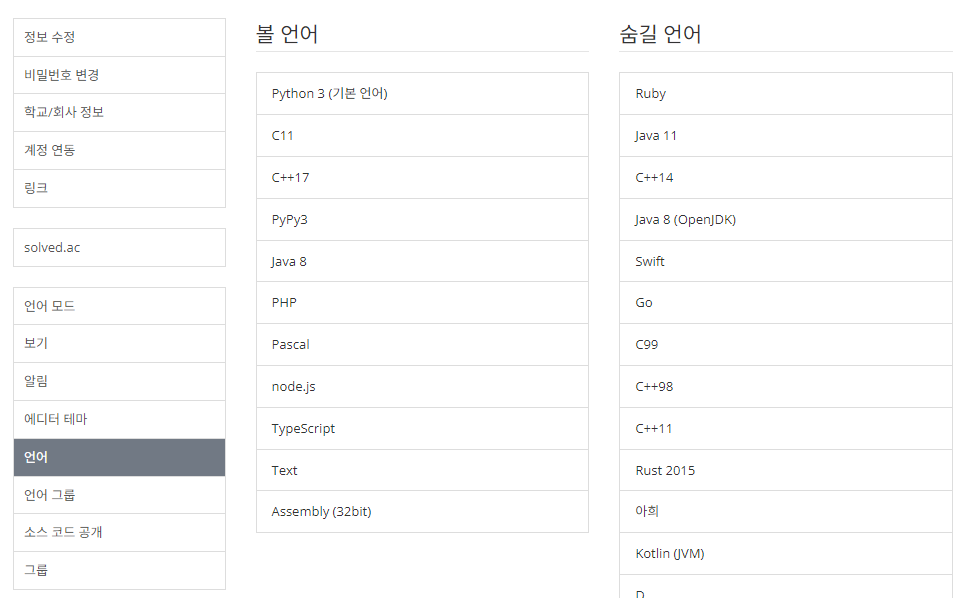 정보 수정
비밀번호 변경
학교/회사 정보
계정 연동
링크
solved.ac
언어 모드
보기
알림
에디터 테마
언어
언어 그룹
소스 코드 공개
그룹
볼 언어
Python 3 (기본 언어)
C11
C++17
PyPy3
Java 8
PHP
Pascal
node.js
TypeScript
Text
Assembly (32bit)
숨길 언어
Ruby
Java 11
C++14
Java 8 (OpenJDK)
Swift
Go
C99
C++98
C++11
Rust 2015
아희
Kotlin (JVM)
D